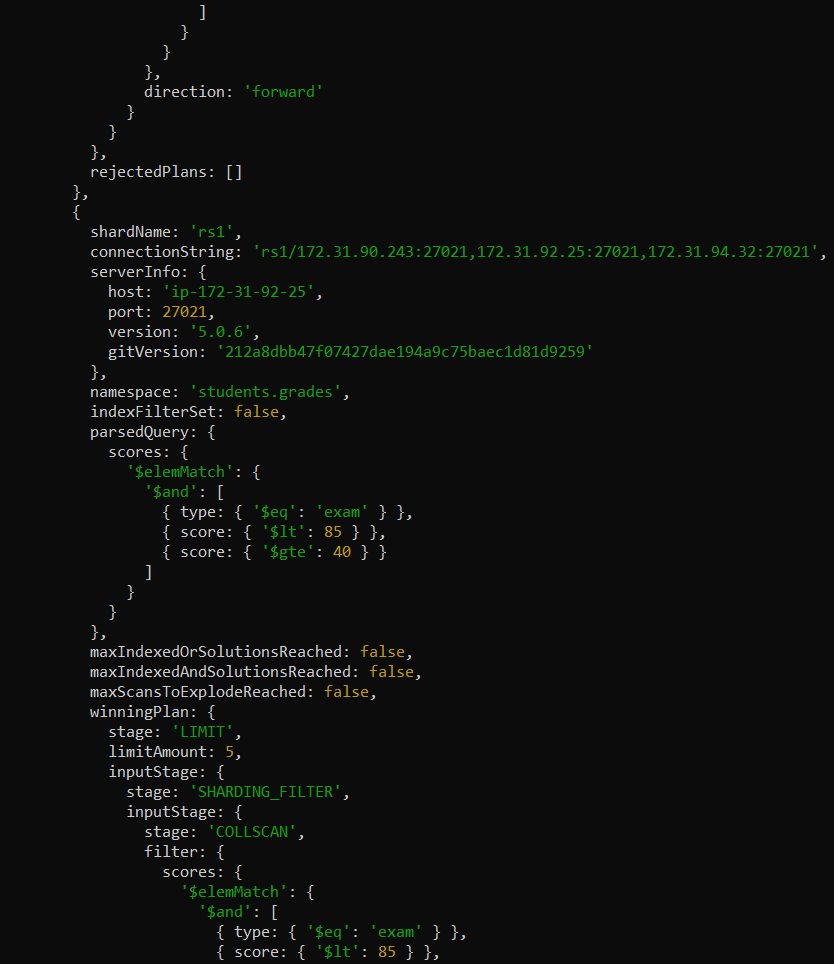 ]
                    }
                  }
                },
                direction: 'forward'
              }
            }
          },
          rejectedPlans: []
        },
        {
          shardName: 'rs1',
          connectionString: 'rs1/172.31.90.243:27021,172.31.92.25:27021,172.31.94.32:27021',
          serverInfo: {
            host: 'ip-172-31-92-25',
            port: 27021,
            version: '5.0.6',
            gitVersion: '212a8dbb47f07427dae194a9c75baec1d81d9259'
          },
          namespace: 'students.grades',
          indexFilterSet: false,
          parsedQuery: {
            scores: {
              '$elemMatch': {
                '$and': [
                  { type: { '$eq': 'exam' } },
                  { score: { '$lt': 85 } },
                  { score: { '$gte': 40 } }
                ]
              }
            }
          },
          maxIndexedOrSolutionsReached: false,
          maxIndexedAndSolutionsReached: false,
          maxScansToExplodeReached: false,
          winningPlan: {
            stage: 'LIMIT',
            limitAmount: 5,
            inputStage: {
              stage: 'SHARDING_FILTER',
              inputStage: {
                stage: 'COLLSCAN',
                filter: {
                  scores: {
                    '$elemMatch': {
                      '$and': [
                        { type: { '$eq': 'exam' } },
                        { score: { '$lt': 85 } },